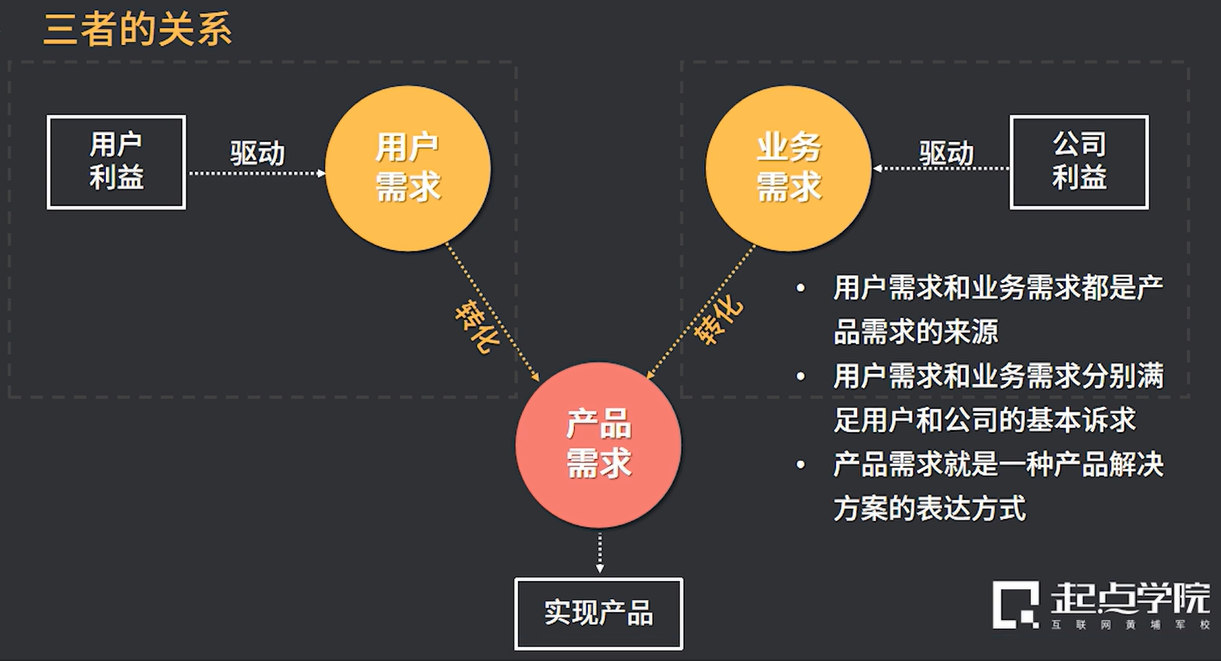 三者的关系
用户
利益
驱动
用户
需求
业务
需求
驱动
公司
利益
转化
转化
用户需求和业务需求都是产
品需求的来源
用户需求和业务需求分别满
足用户和公司的基本诉求
产品需求就是一种产品解决
方案的表达方式
产品
需求
实现产品
起点学院
互联网黄埔军校